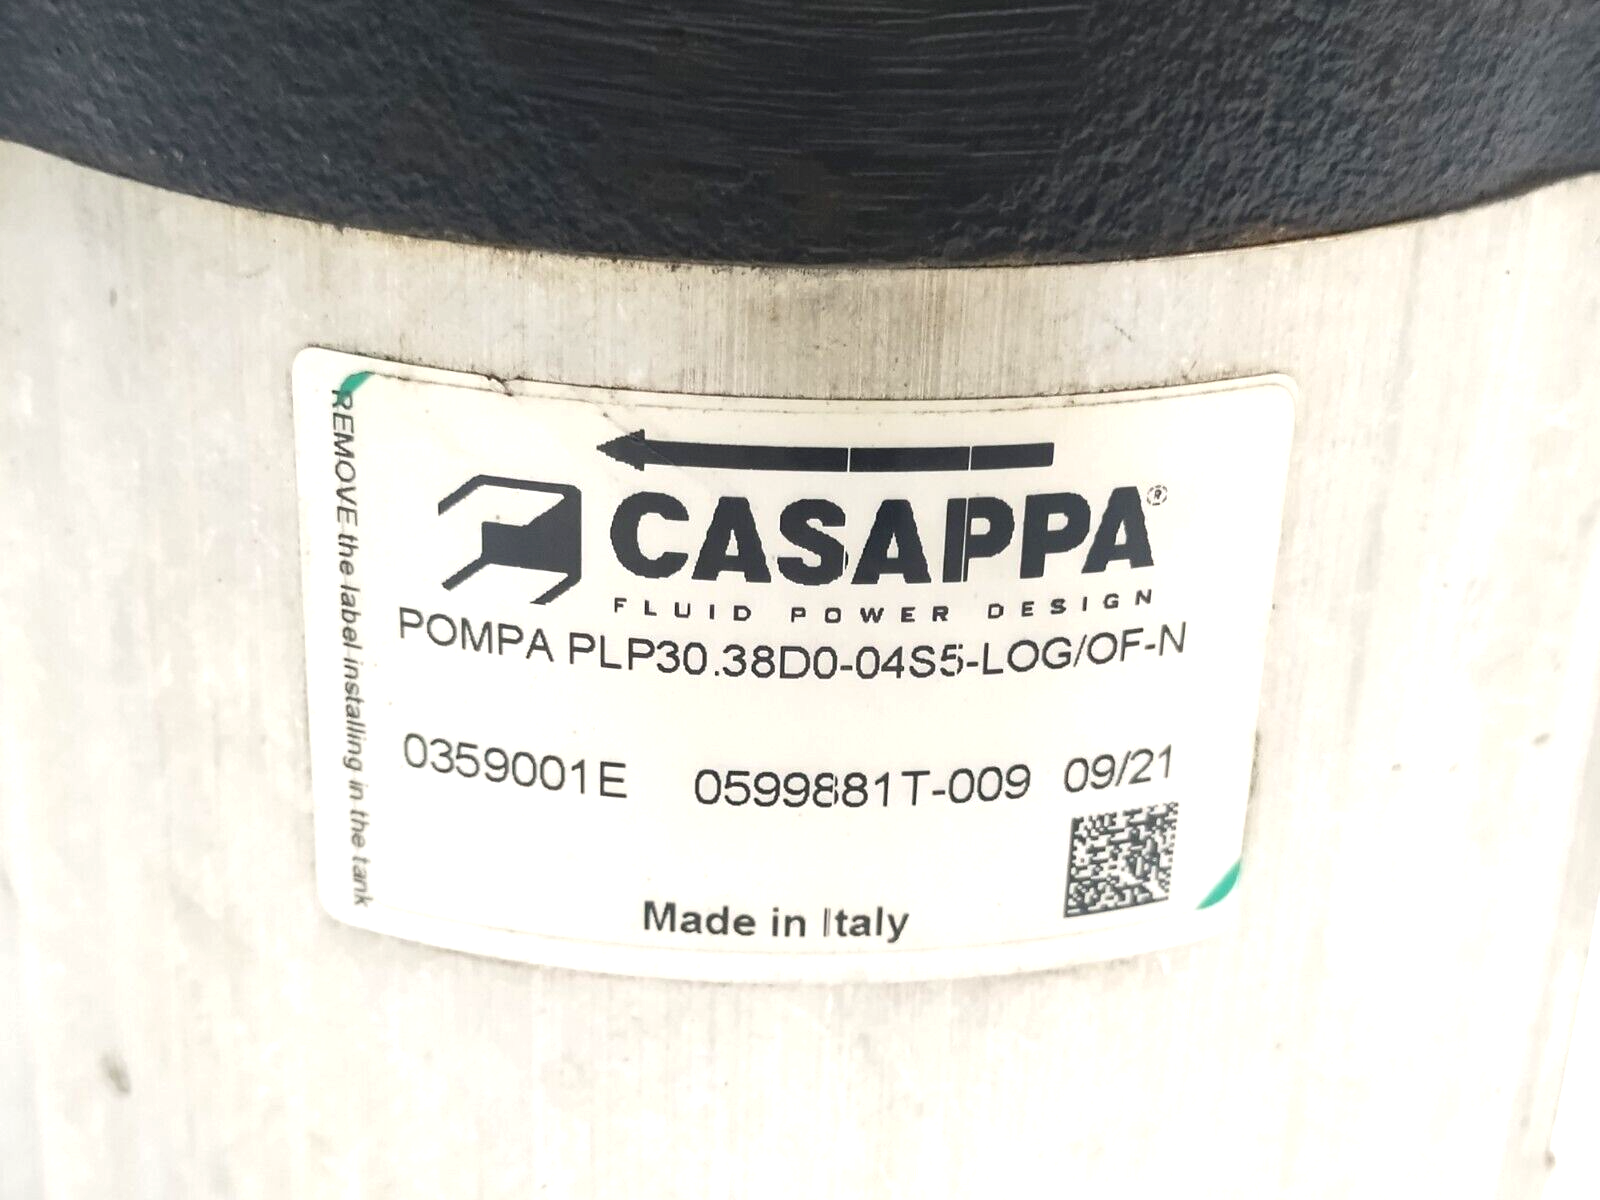 CASAPPA®
FLUID POWER DESIGN
POMPA PLP30.38D0-04S5-LOG/OF-N
0359001E 0599881T-009 09/21
Made in Italy
REMOVE the label installing in the tank